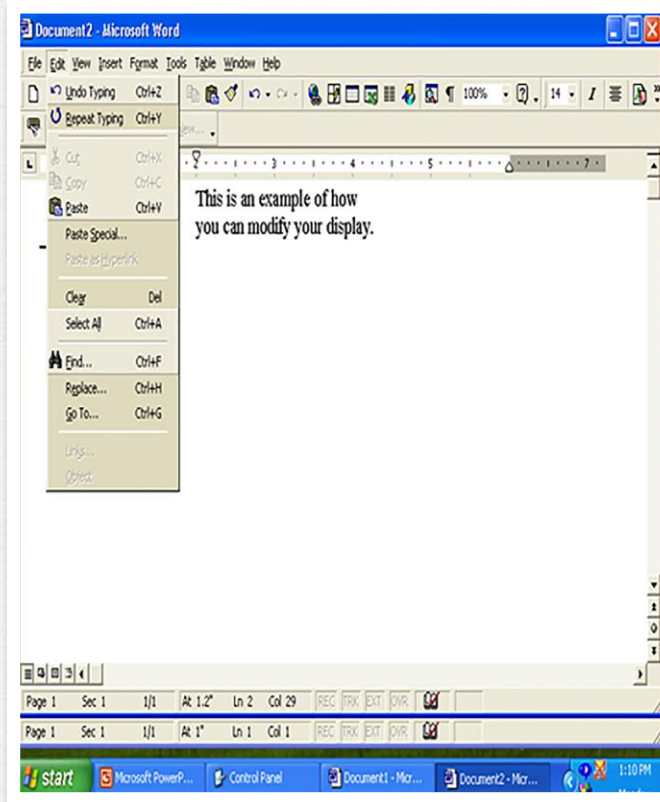 Document2 - Microsoft Word
File Edit View Insert Format Tools Table Window Help
Undo Typing Ctrl+Z
100% 14 I
Repeat Typing Ctrl+Y
Cut Ctrl+X
3 4 5 7
Copy Ctrl+C
Paste Ctrl+V
Paste Special...
Paste as Hyperlink
Clear Del
Select All Ctrl+A
Find... Ctrl+F
Replace... Ctrl+H
Go To... Ctrl+G
Links...
Object
This is an example of how
you can modify your display.
Page 1 Sec 1 1/1 At 1.2" Ln 2 Col 29 REC TRK EXT OVR
Page 1 Sec 1 1/1 At 1" Ln 1 Col 1 REC TRK EXT OVR
start Microsoft PowerP... Control Panel Document1 - Micr... Document2 - Micr... 1:10 PM